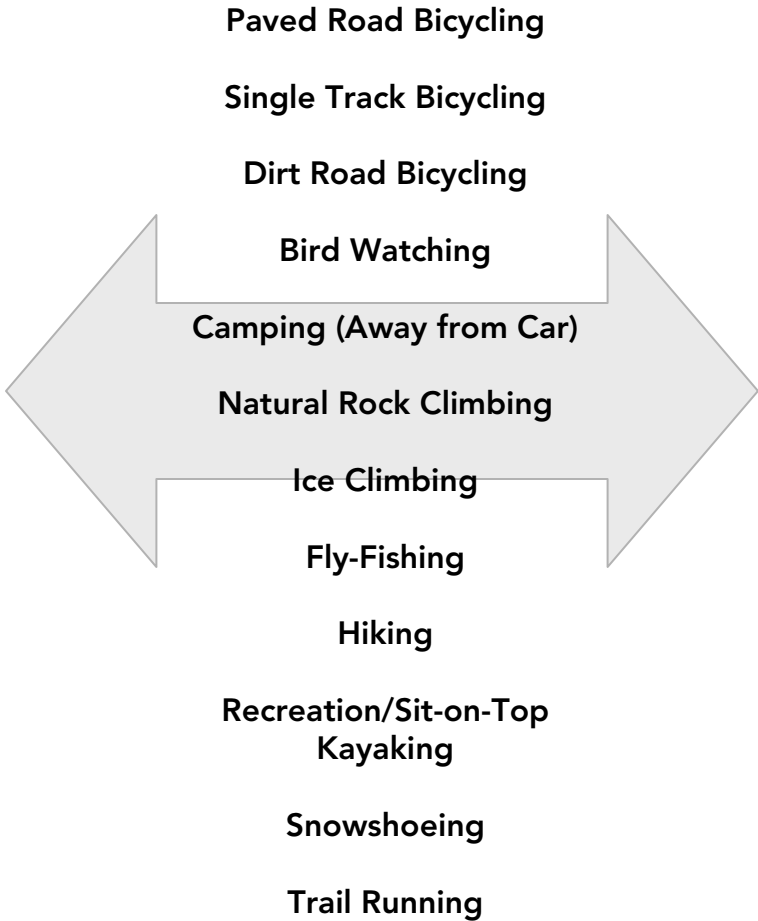 Paved Road Bicycling
Single Track Bicycling
Dirt Road Bicycling
Bird Watching
Camping (Away from Car)
Natural Rock Climbing
Ice Climbing
Fly-Fishing
Hiking
Recreation/Sit-on-Top
Kayaking
Snowshoeing
Trail Running